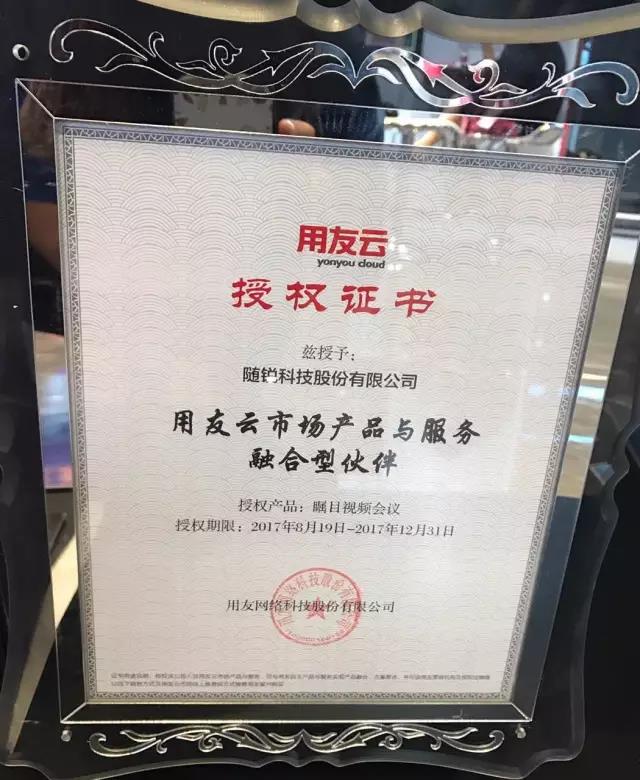 用友云
yonyou cloud
授权证书
兹授予：
随锐科技股份有限公司
用友云市场产品与服务
融合型伙伴
授权产品：瞩目视频会议
授权期限：2017年8月19日-2017年12月31日
用友网络科技股份有限公司